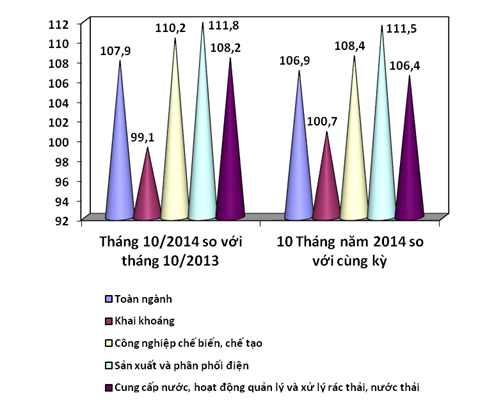 112
110
108
106
104
102
100
98
96
94
92
107,9
99,1
110,2
111,8
108,2
106,9
100,7
108,4
111,5
106,4
Tháng 10/2014 so với
tháng 10/2013
10 Tháng năm 2014 so
với cùng kỳ
Toàn ngành
Khai khoáng
Công nghiệp chế biến, chế tạo
Sản xuất và phân phối điện
Cung cấp nước, hoạt động quản lý và xử lý rác thải, nước thải